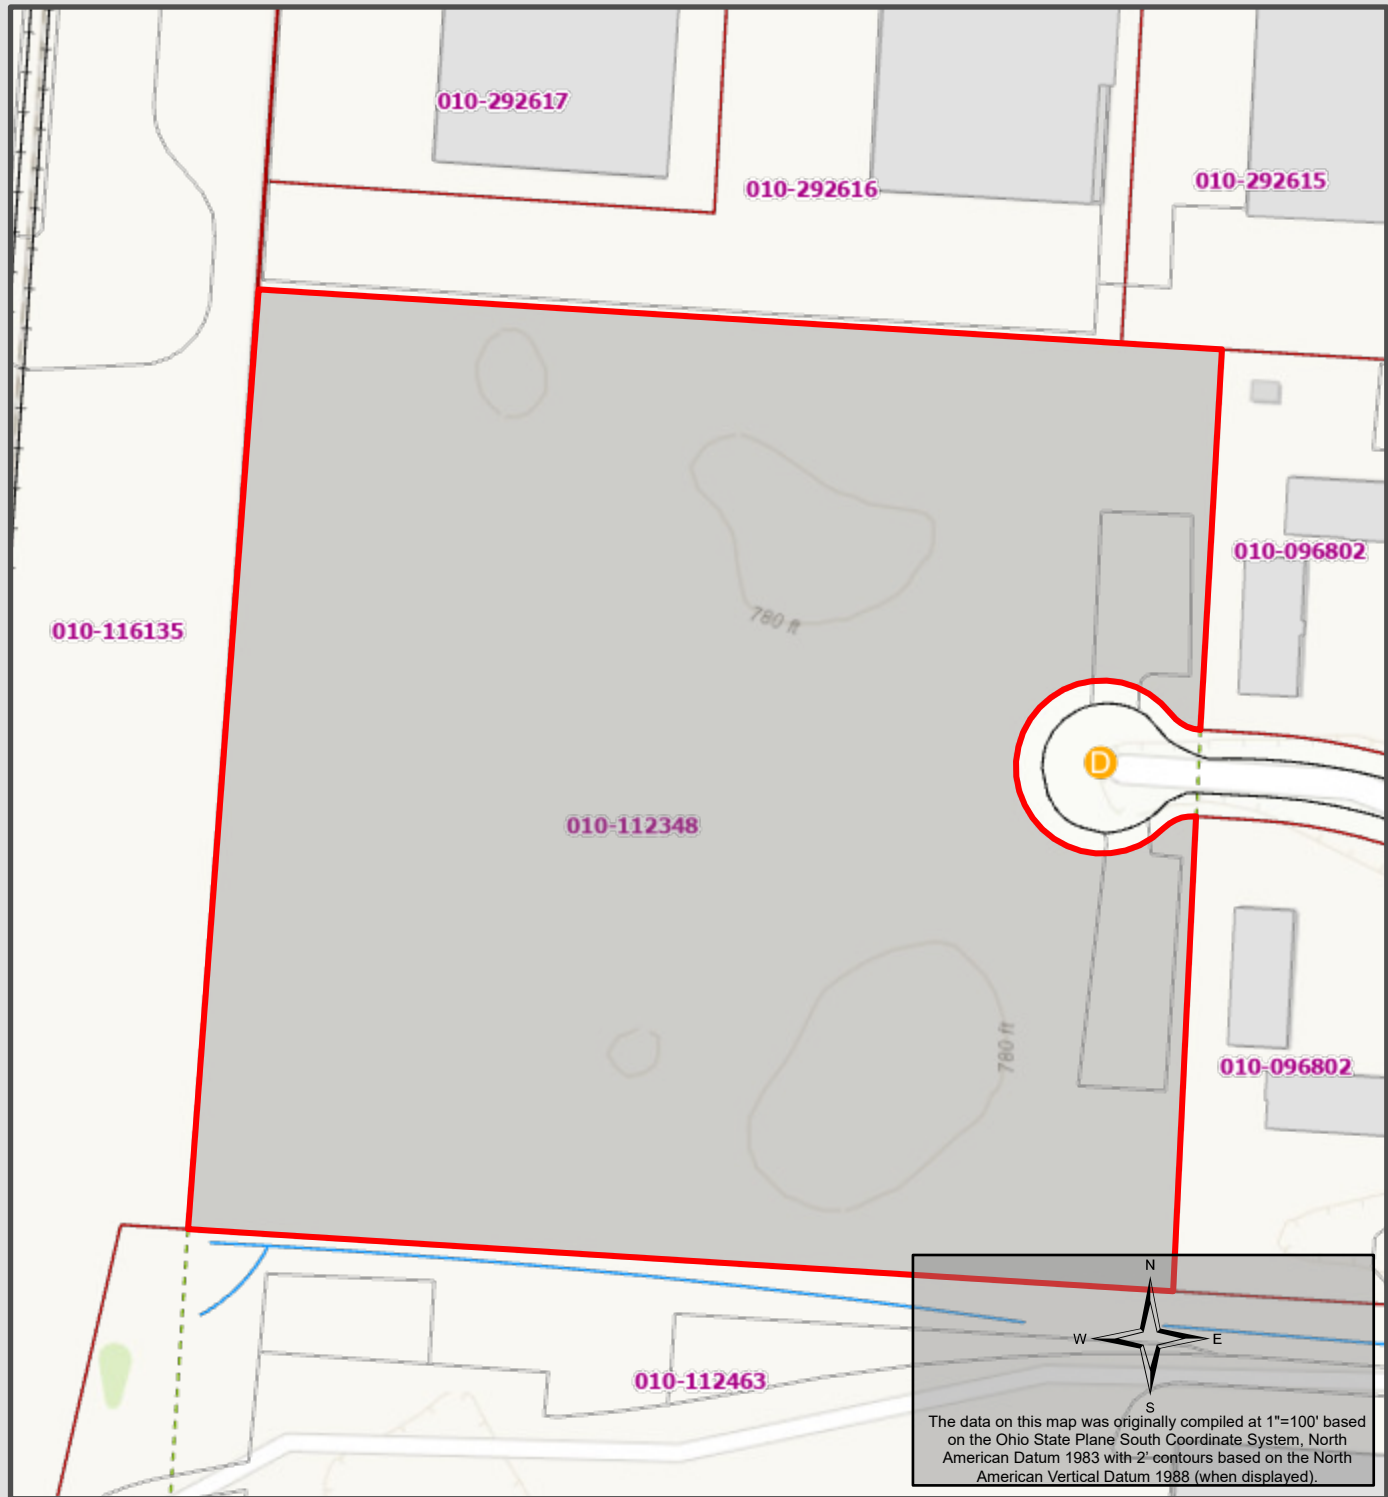 010-292617
010-292615
010-292616
010-096802
780 ft
010-116135
D
010-112348
780 ft
010-096802
N
W
E
010-112463
S
The data on this map was originally compiled at 1"=100' based
on the Ohio State Plane South Coordinate System, North
American Datum 1983 with 2' contours based on the North
American Vertical Datum 1988 (when displayed).